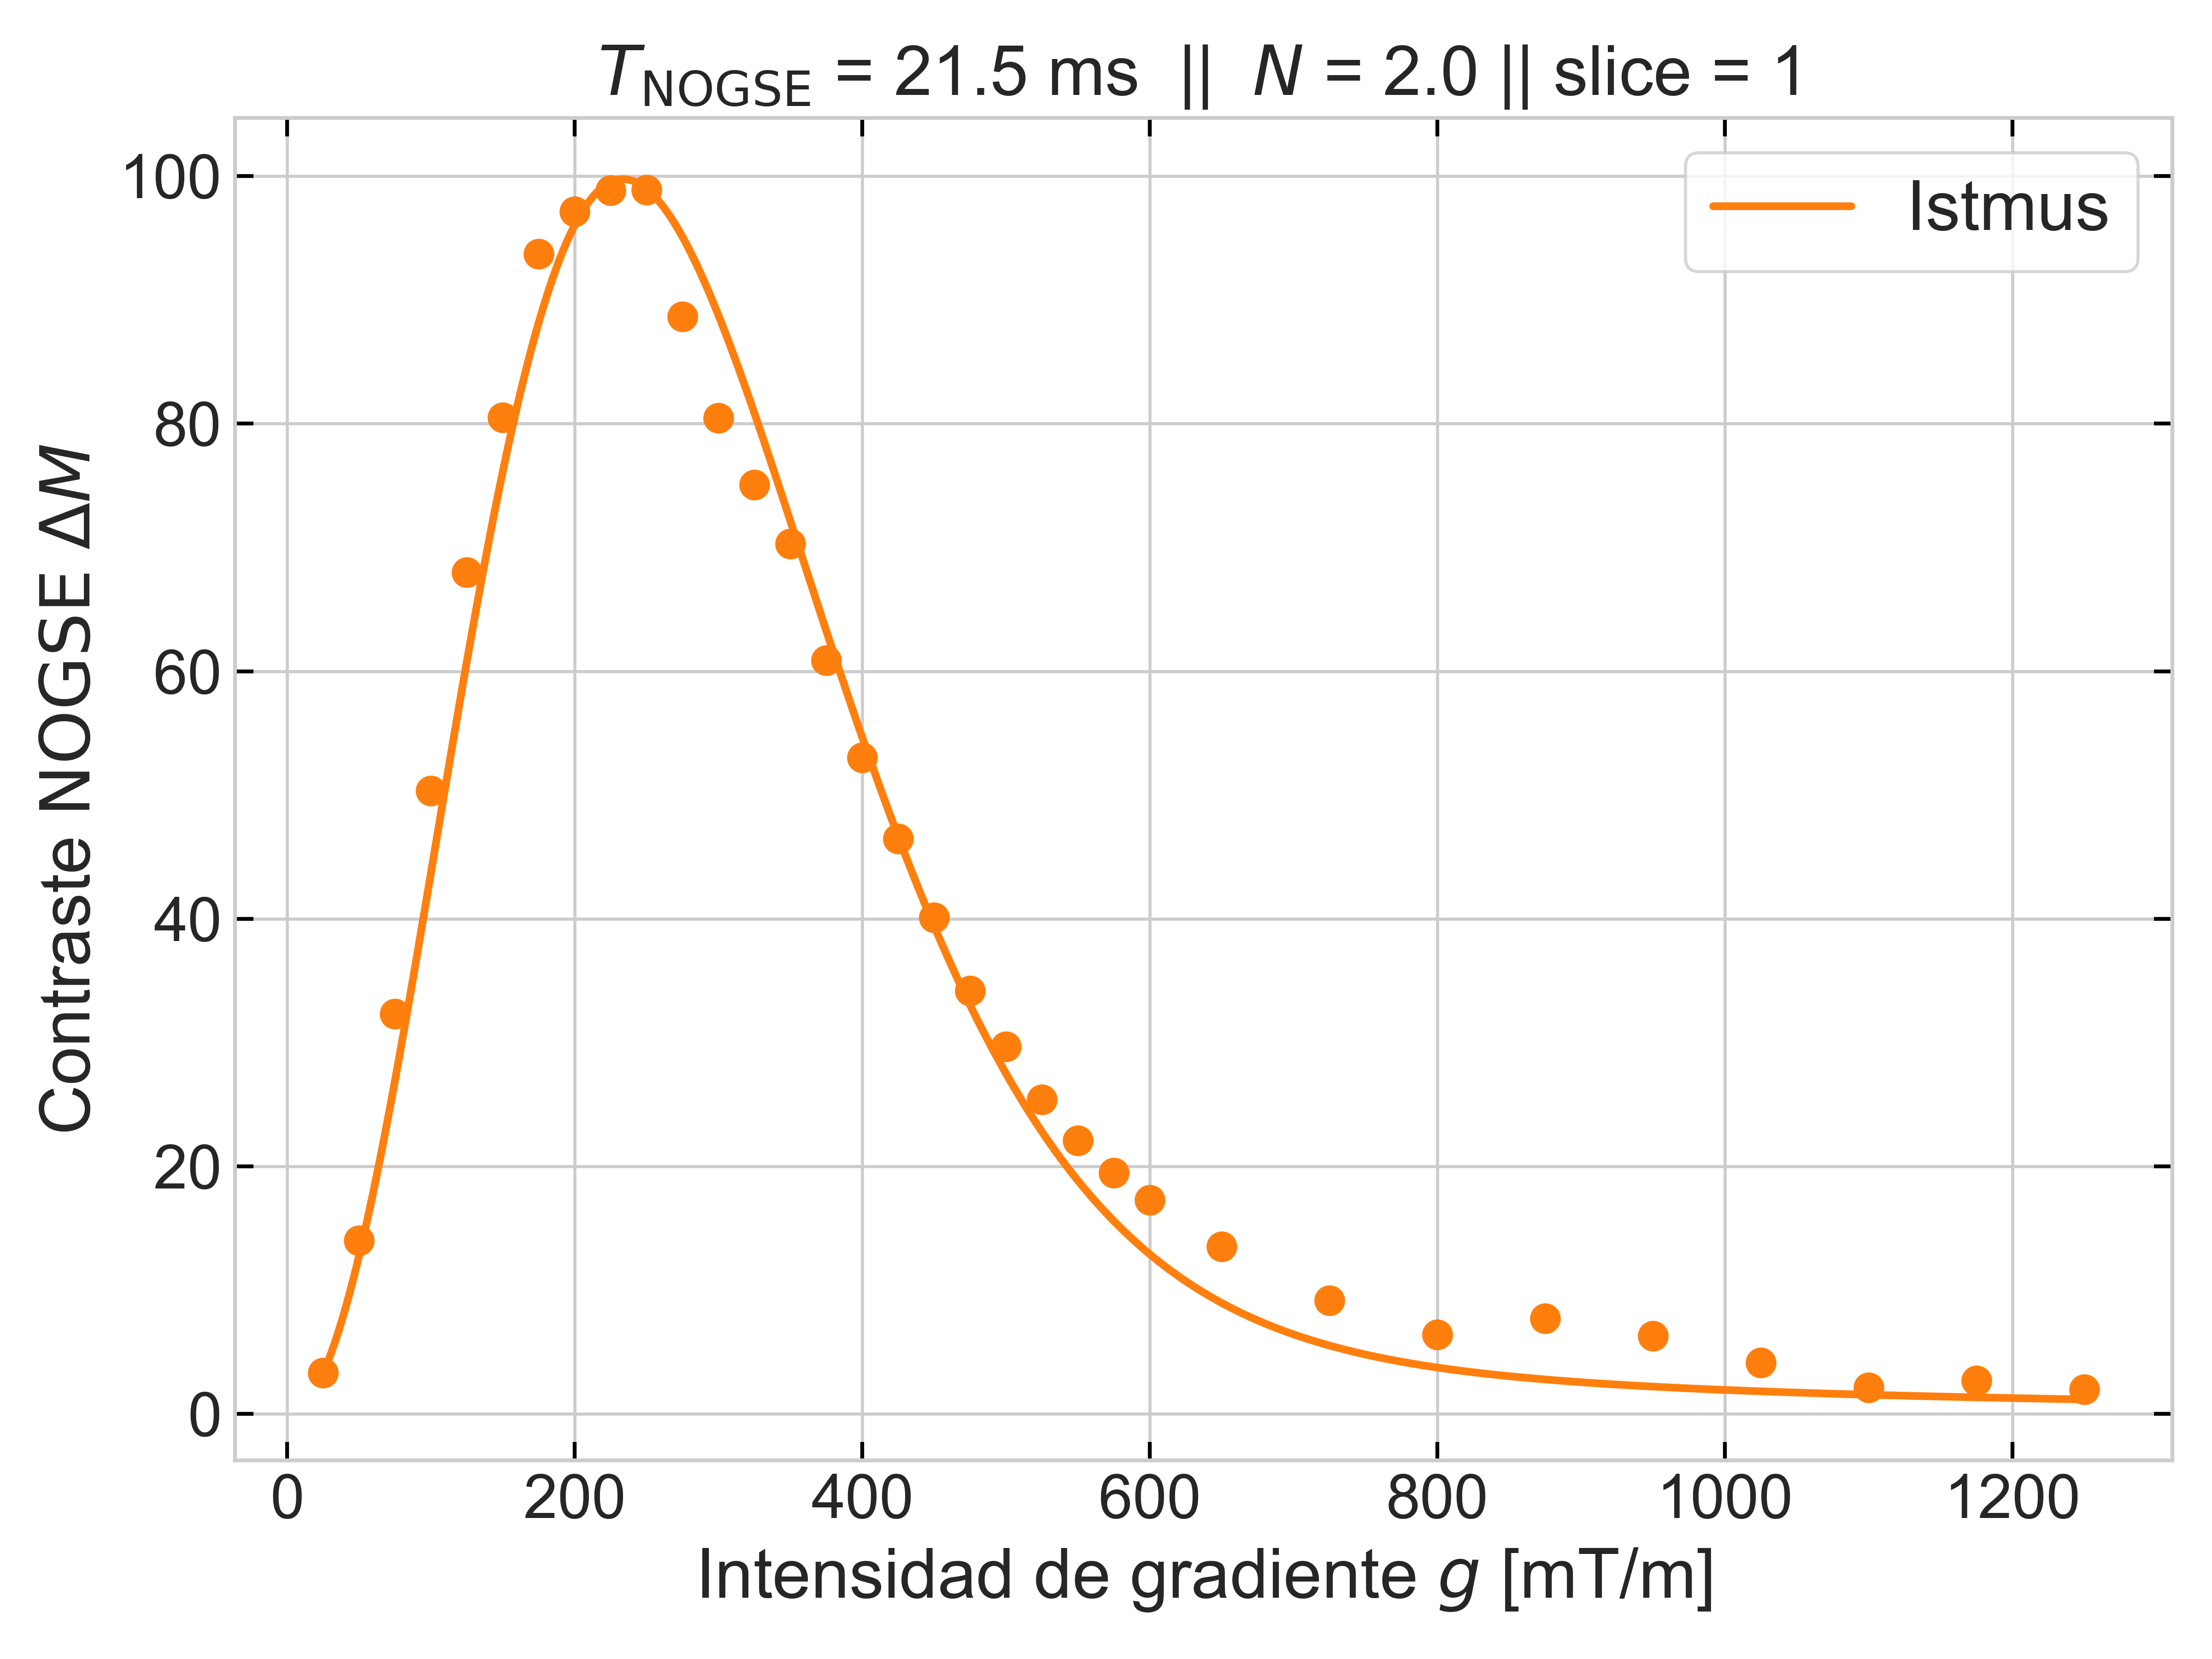 T_NOGSE = 21.5 ms || N = 2.0 || slice = 1
Istmus
Contraste NOGSE ΔM
100
80
60
40
20
0
0 200 400 600 800 1000 1200
Intensidad de gradiente g [mT/m]